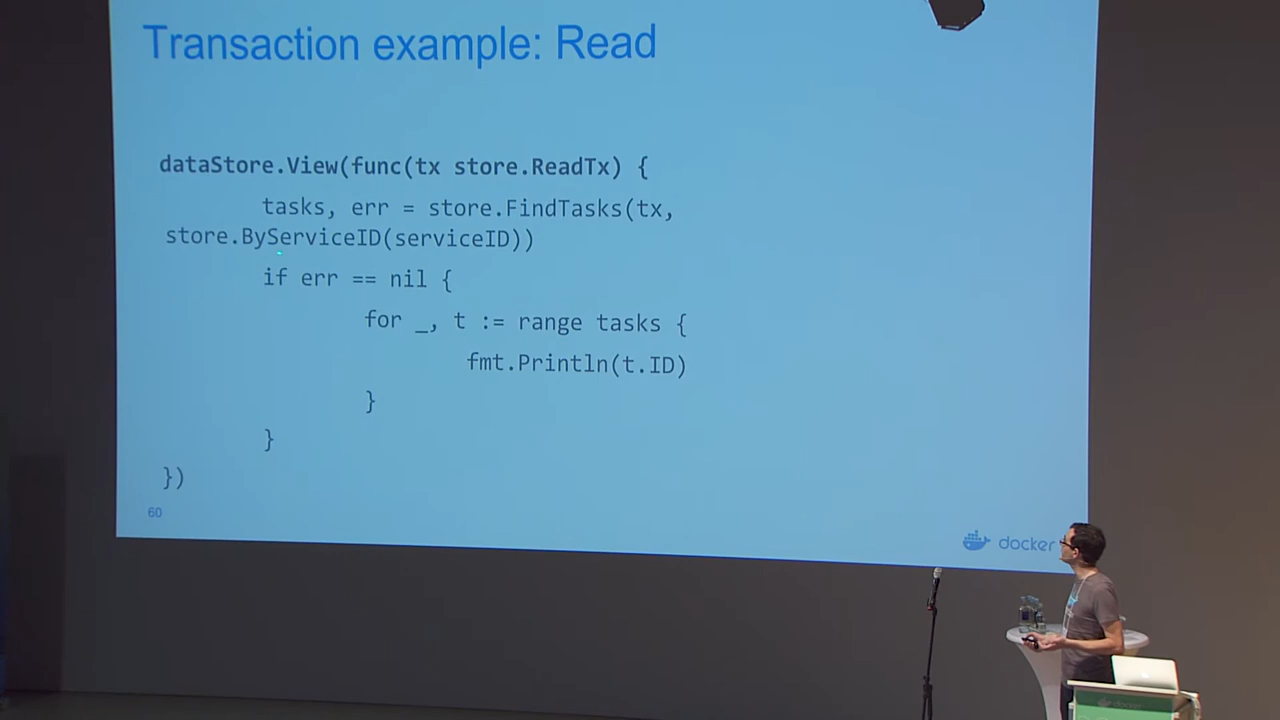 Transaction example: Read
dataStore.View(func(tx store.ReadTx) {
tasks, err = store.FindTasks(tx,
store.ByServiceID(serviceID))
if err == nil {
for _, t := range tasks {
fmt.Println(t.ID)
}
}
})
60
docker
docker